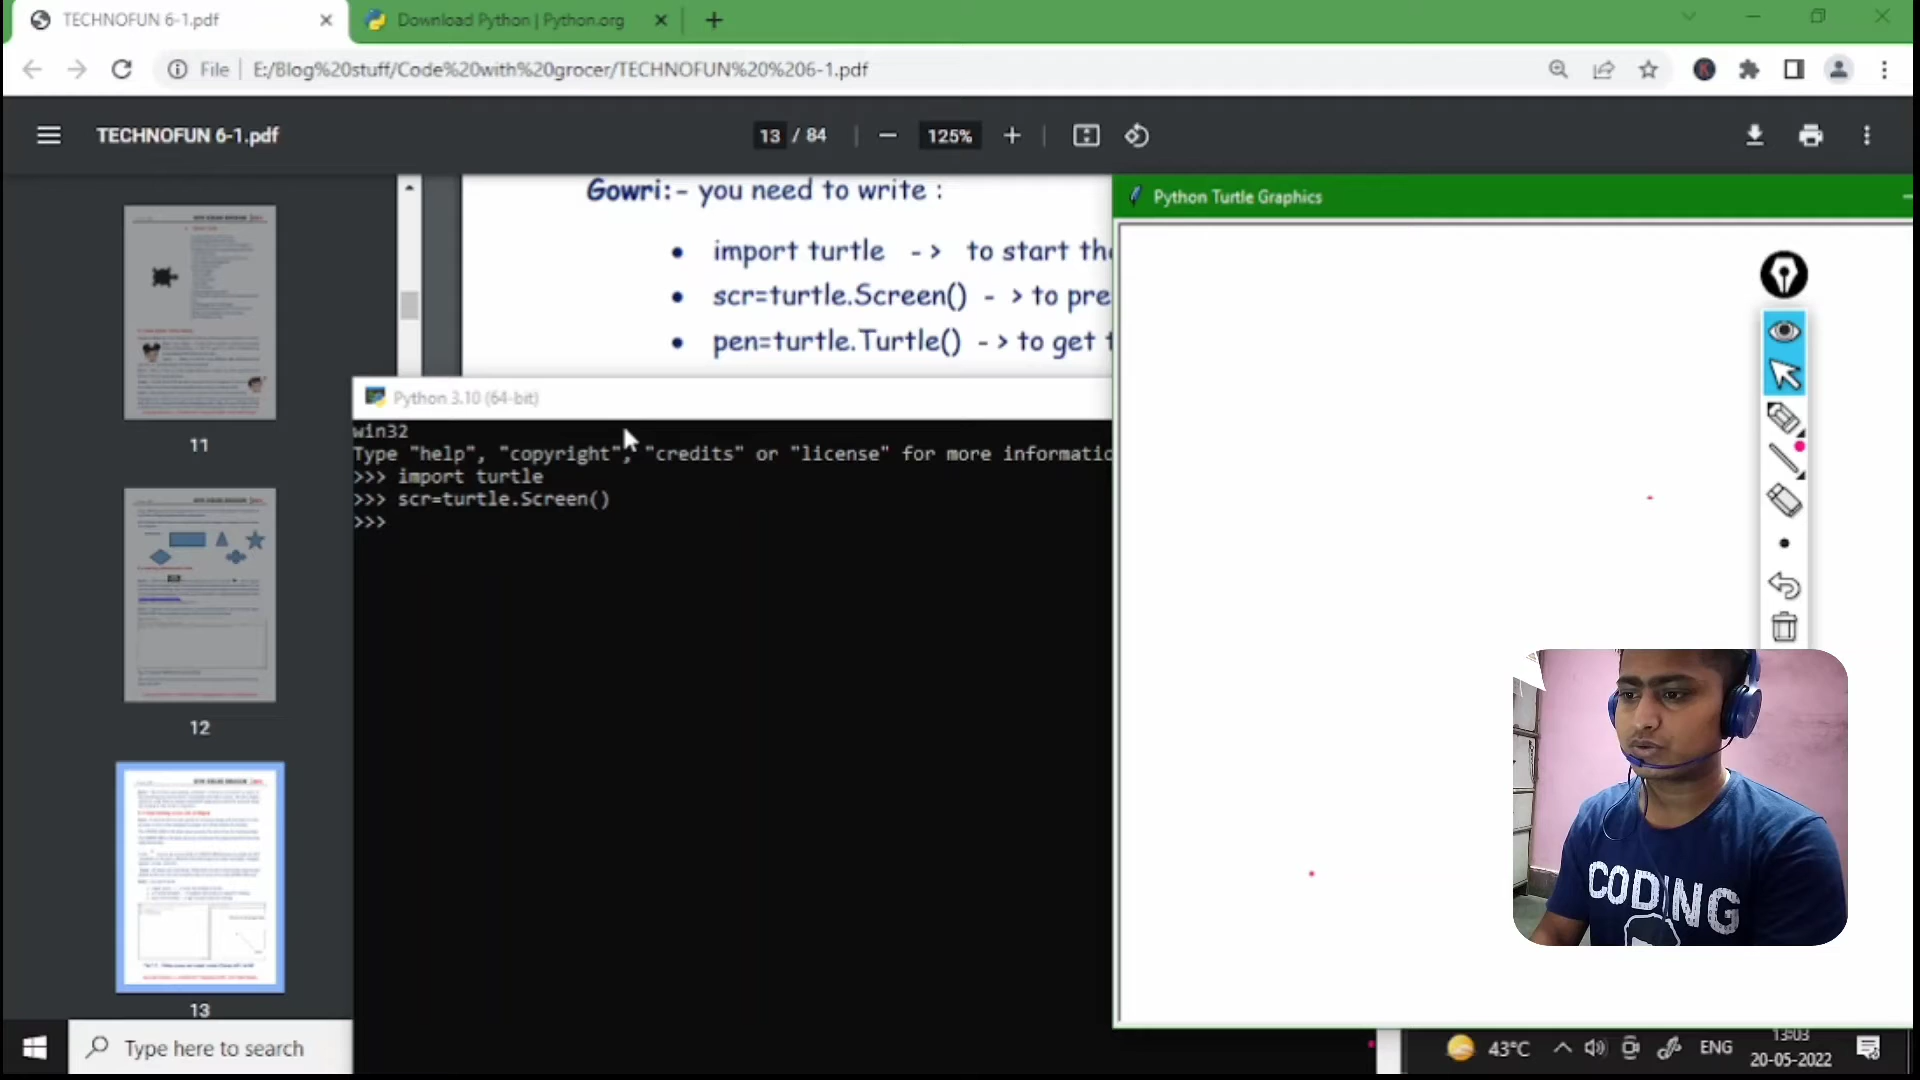 TECHNOFUN 6-1.pdf
Download Python | Python.org
File
E:/Blog%20stuff/Code%20with%20grocer/TECHNOFUN%20%206-1.pdf
TECHNOFUN 6-1.pdf
13 / 84
125%
Gowri:- you need to write :
import turtle -> to start the
scr=turtle.Screen() - > to pre
pen=turtle.Turtle() -> to get t
Python Turtle Graphics
Python 3.10 (64-bit)
win32
Type "help", "copyright", "credits" or "license" for more informatio
>>> import turtle
>>> scr=turtle.Screen()
>>>
11
12
13
CODING
Type here to search
43°C
ENG
13:03
20-05-2022